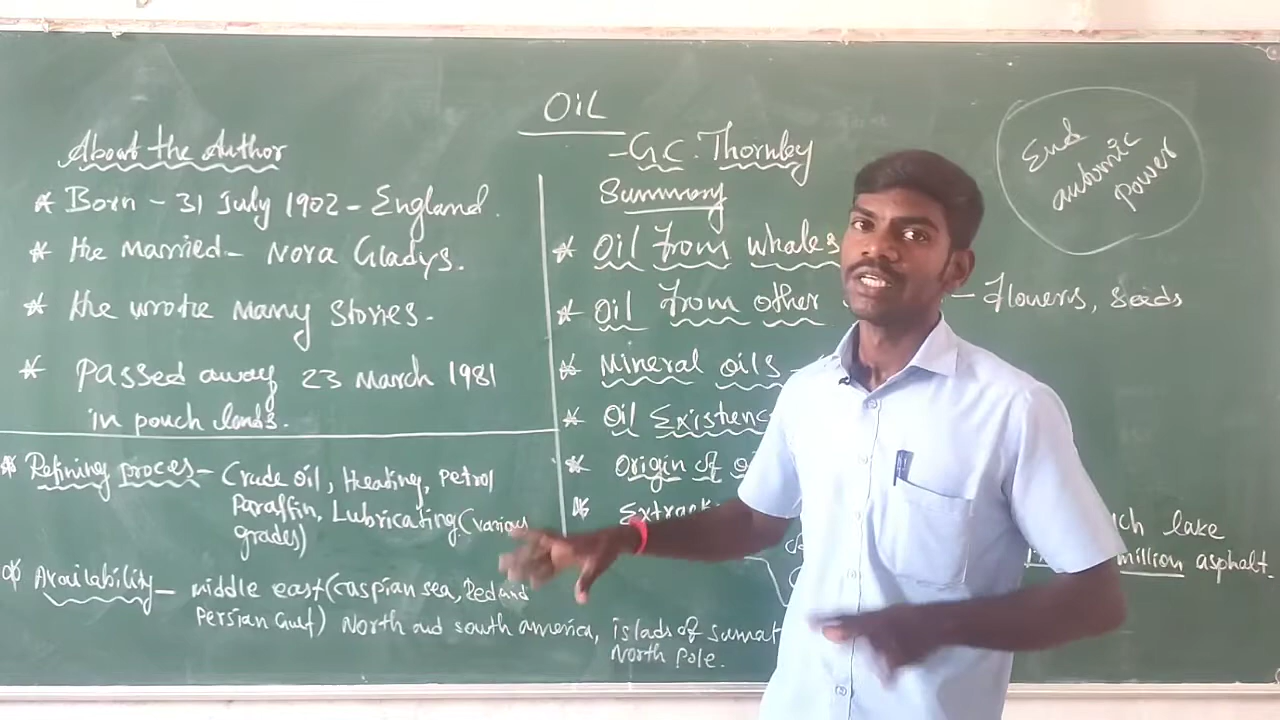 OiL
- G.C. Thornley
About the Author
* Born - 31 July 1902 - England.
* He married - Nora Gladys.
* He wrote many stories.
* Passed away 23 March 1981
in pouch lands.
* Refining proces - Crude oil, Heating, petrol
Paraffin, Lubricating (various
grades)
* Availability - middle east (Caspian sea, Red and
Persian Gulf) North and south america, islads of sumat
North Pole.
Summary
* Oil from whales
* Oil from other - Flowers, seeds
* Mineral oils -
* Oil Existenc
* Origin of
* Extract
lake
million asphalt.
End
automic
power